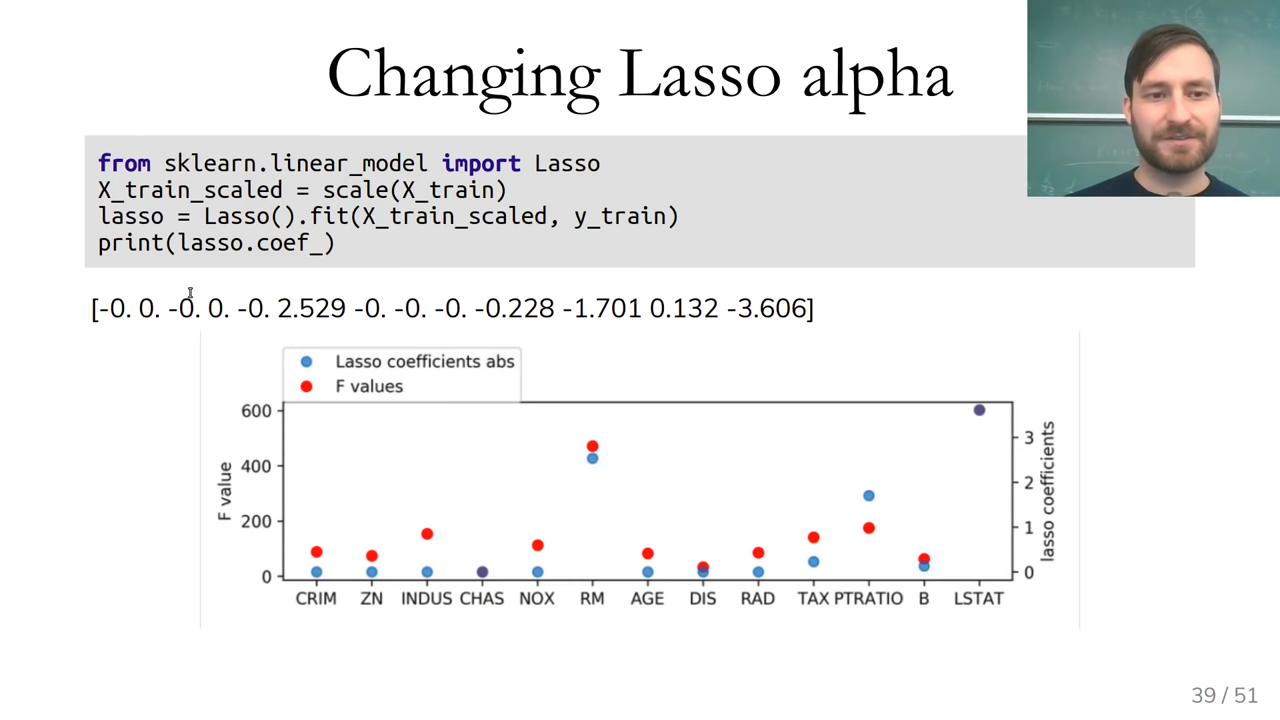 Changing Lasso alpha
from sklearn.linear_model import Lasso
X_train_scaled = scale(X_train)
lasso = Lasso().fit(X_train_scaled, y_train)
print(lasso.coef_)
[-0. 0. -0. 0. -0. 2.529 -0. -0. -0. -0.228 -1.701 0.132 -3.606]
Lasso coefficients abs
F values
600
400
200
0
F value
3
2
1
0
lasso coefficients
CRIM ZN INDUS CHAS NOX RM AGE DIS RAD TAX PTRATIO B LSTAT
39 / 51